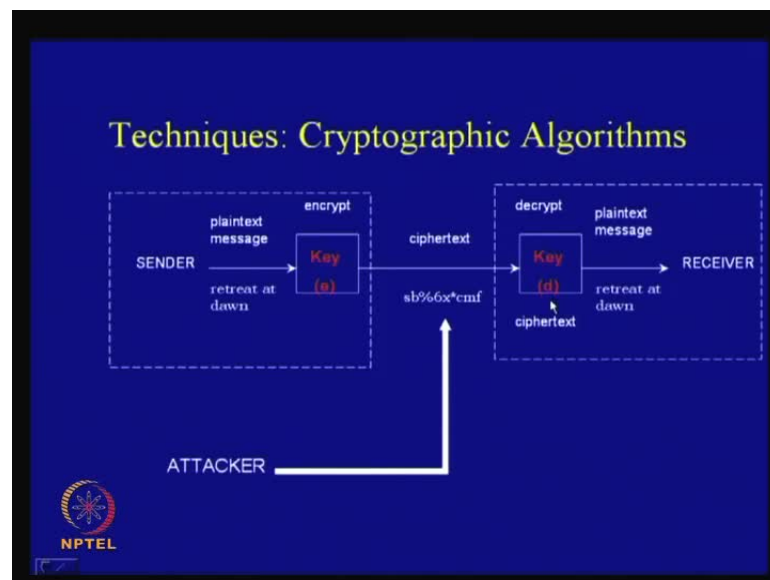 Techniques: Cryptographic Algorithms
SENDER
plaintext
message
retreat at
dawn
encrypt
Key
(e)
ciphertext
sb%6x*cmf
decrypt
Key
(d)
ciphertext
plaintext
message
retreat at
dawn
RECEIVER
ATTACKER
NPTEL